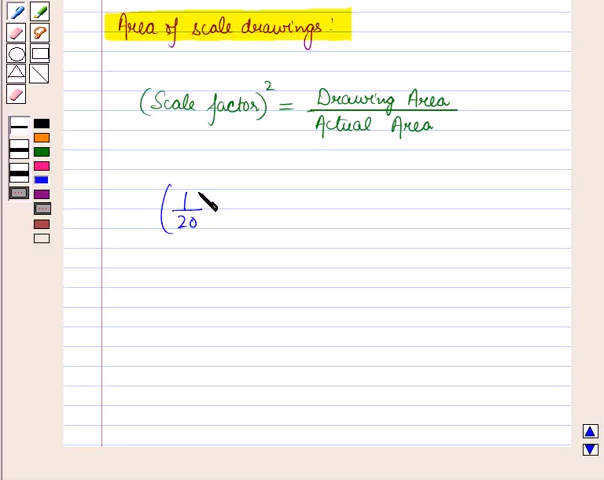 Area of scale drawings:
(Scale factor)² = Drawing Area / Actual Area
(1/20